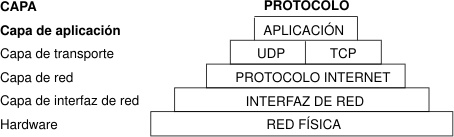 CAPA PROTOCOLO
Capa de aplicación APLICACIÓN
Capa de transporte UDP TCP
Capa de red PROTOCOLO INTERNET
Capa de interfaz de red INTERFAZ DE RED
Hardware RED FÍSICA